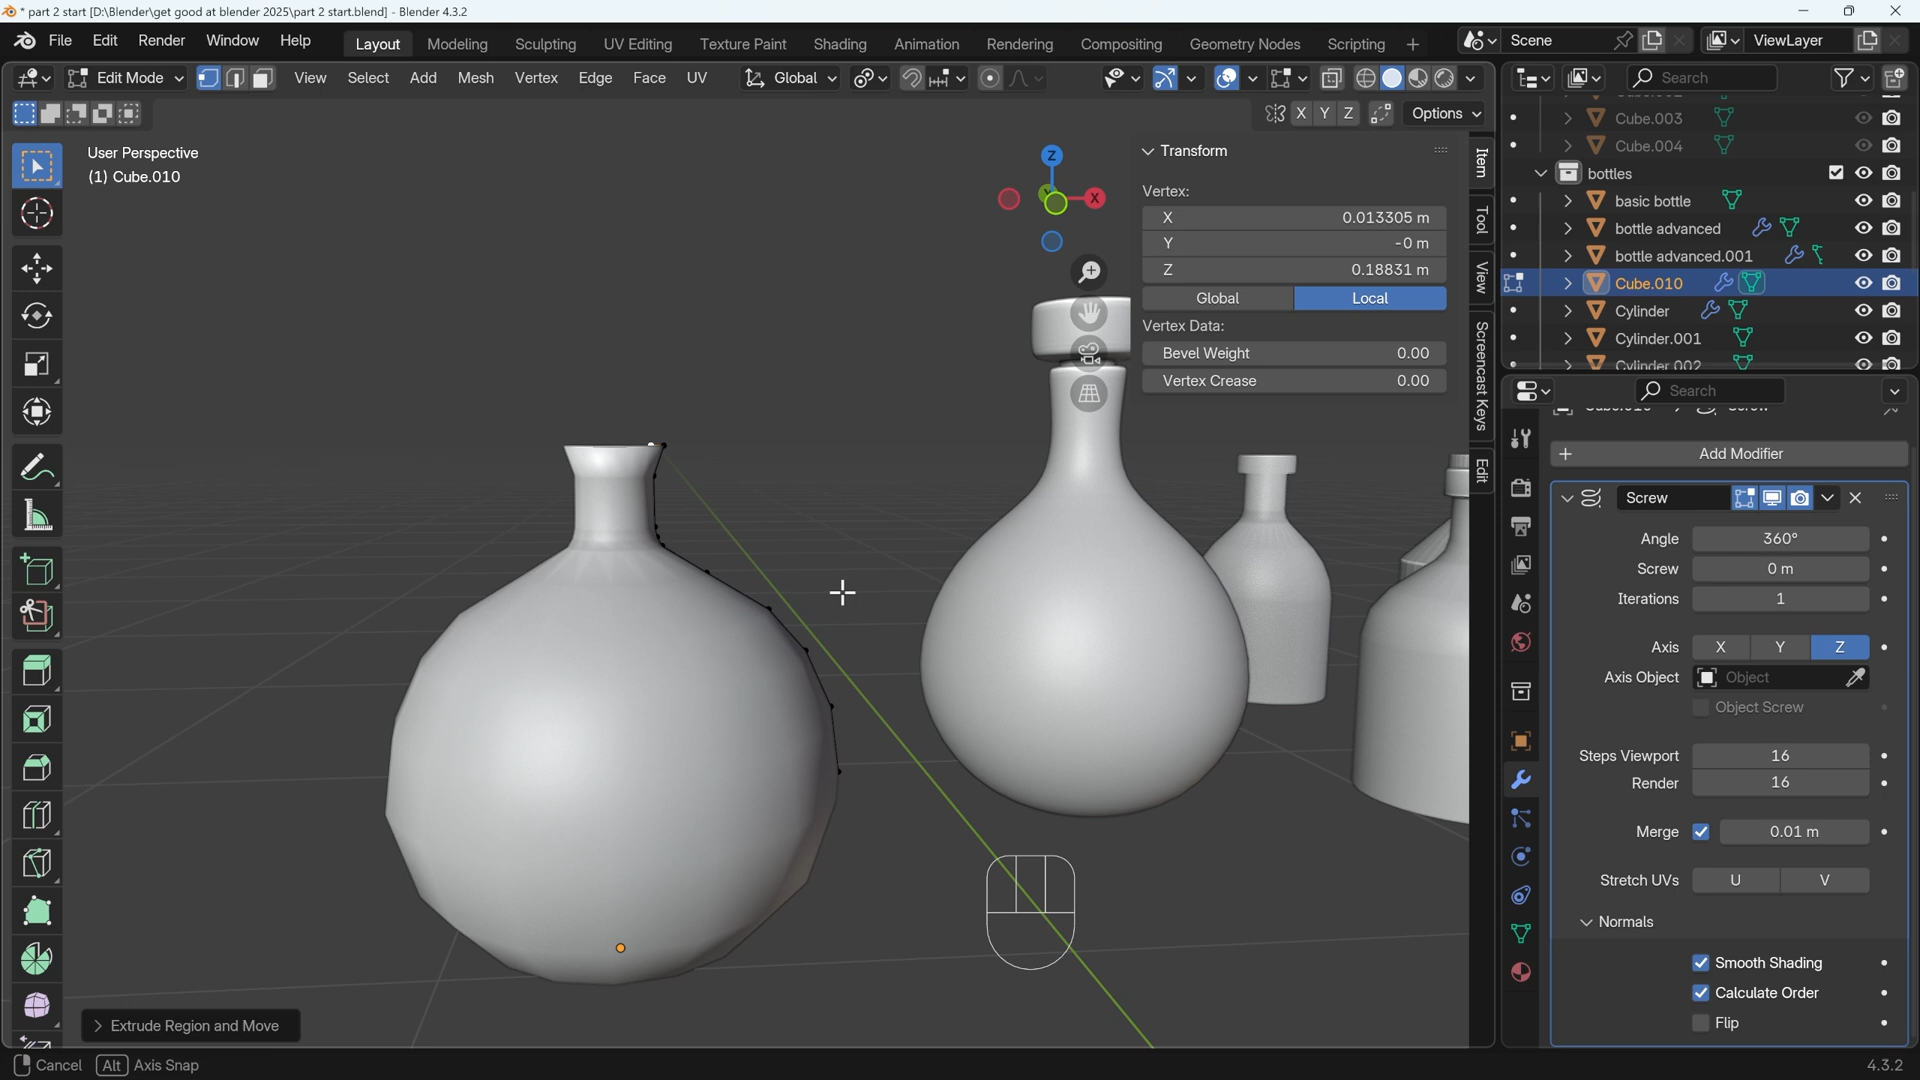 * part 2 start [D:\Blender\get good at blender 2025\part 2 start.blend] - Blender 4.3.2
File Edit Render Window Help
Layout Modeling Sculpting UV Editing Texture Paint Shading Animation Rendering Compositing Geometry Nodes Scripting
Scene
ViewLayer
Edit Mode
View Select Add Mesh Vertex Edge Face UV
Global
Search
X Y Z
Options
User Perspective
(1) Cube.010
Z
X
Transform
Vertex:
X 0.013305 m
Y -0 m
Z 0.18831 m
Global Local
Vertex Data:
Bevel Weight 0.00
Vertex Crease 0.00
Item
Tool
View
Screencast Keys
Edit
Cube.003
Cube.004
bottles
basic bottle
bottle advanced
bottle advanced.001
Cube.010
Cylinder
Cylinder.001
Cylinder.002
Search
Add Modifier
Screw
Angle 360°
Screw 0 m
Iterations 1
Axis X Y Z
Axis Object Object
Object Screw
Steps Viewport 16
Render 16
Merge 0.01 m
Stretch UVs U V
Normals
Smooth Shading
Calculate Order
Flip
Extrude Region and Move
Cancel Alt Axis Snap
4.3.2